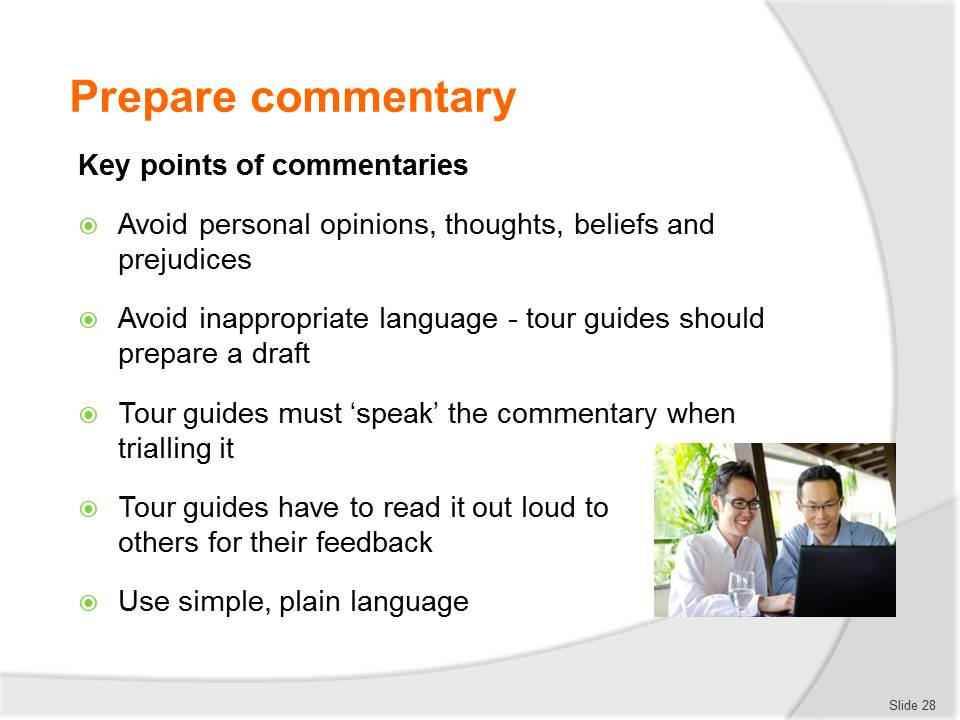 Prepare commentary
Key points of commentaries
Avoid personal opinions, thoughts, beliefs and
prejudices
Avoid inappropriate language - tour guides should
prepare a draft
Tour guides must ‘speak’ the commentary when
trialling it
Tour guides have to read it out loud to
others for their feedback
Use simple, plain language
Slide 28